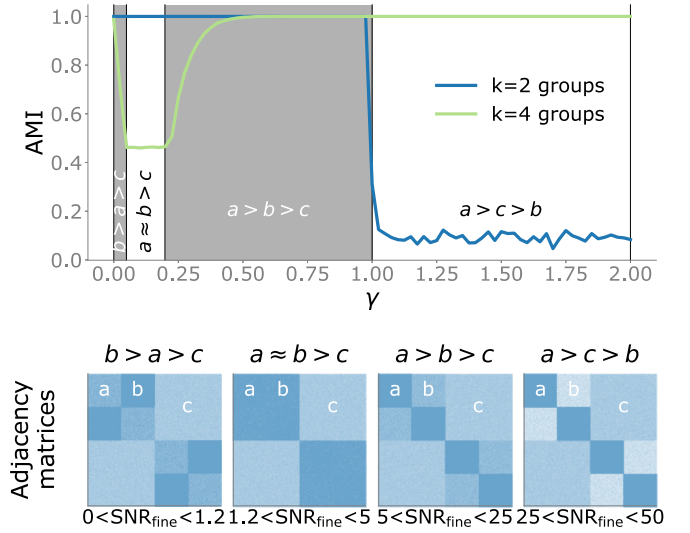 1.0
0.8
0.6
0.4
0.2
0.0
AMI
k=2 groups
k=4 groups
b > a > c
a ≈ b > c
a > b > c
a > c > b
0.00 0.25 0.50 0.75 1.00 1.25 1.50 1.75 2.00
γ
b > a > c a ≈ b > c a > b > c a > c > b
Adjacency
matrices
a b a b a b a b
c c c c
0<SNRfine<1.2 1.2<SNRfine<5 5<SNRfine<25 25<SNRfine<50